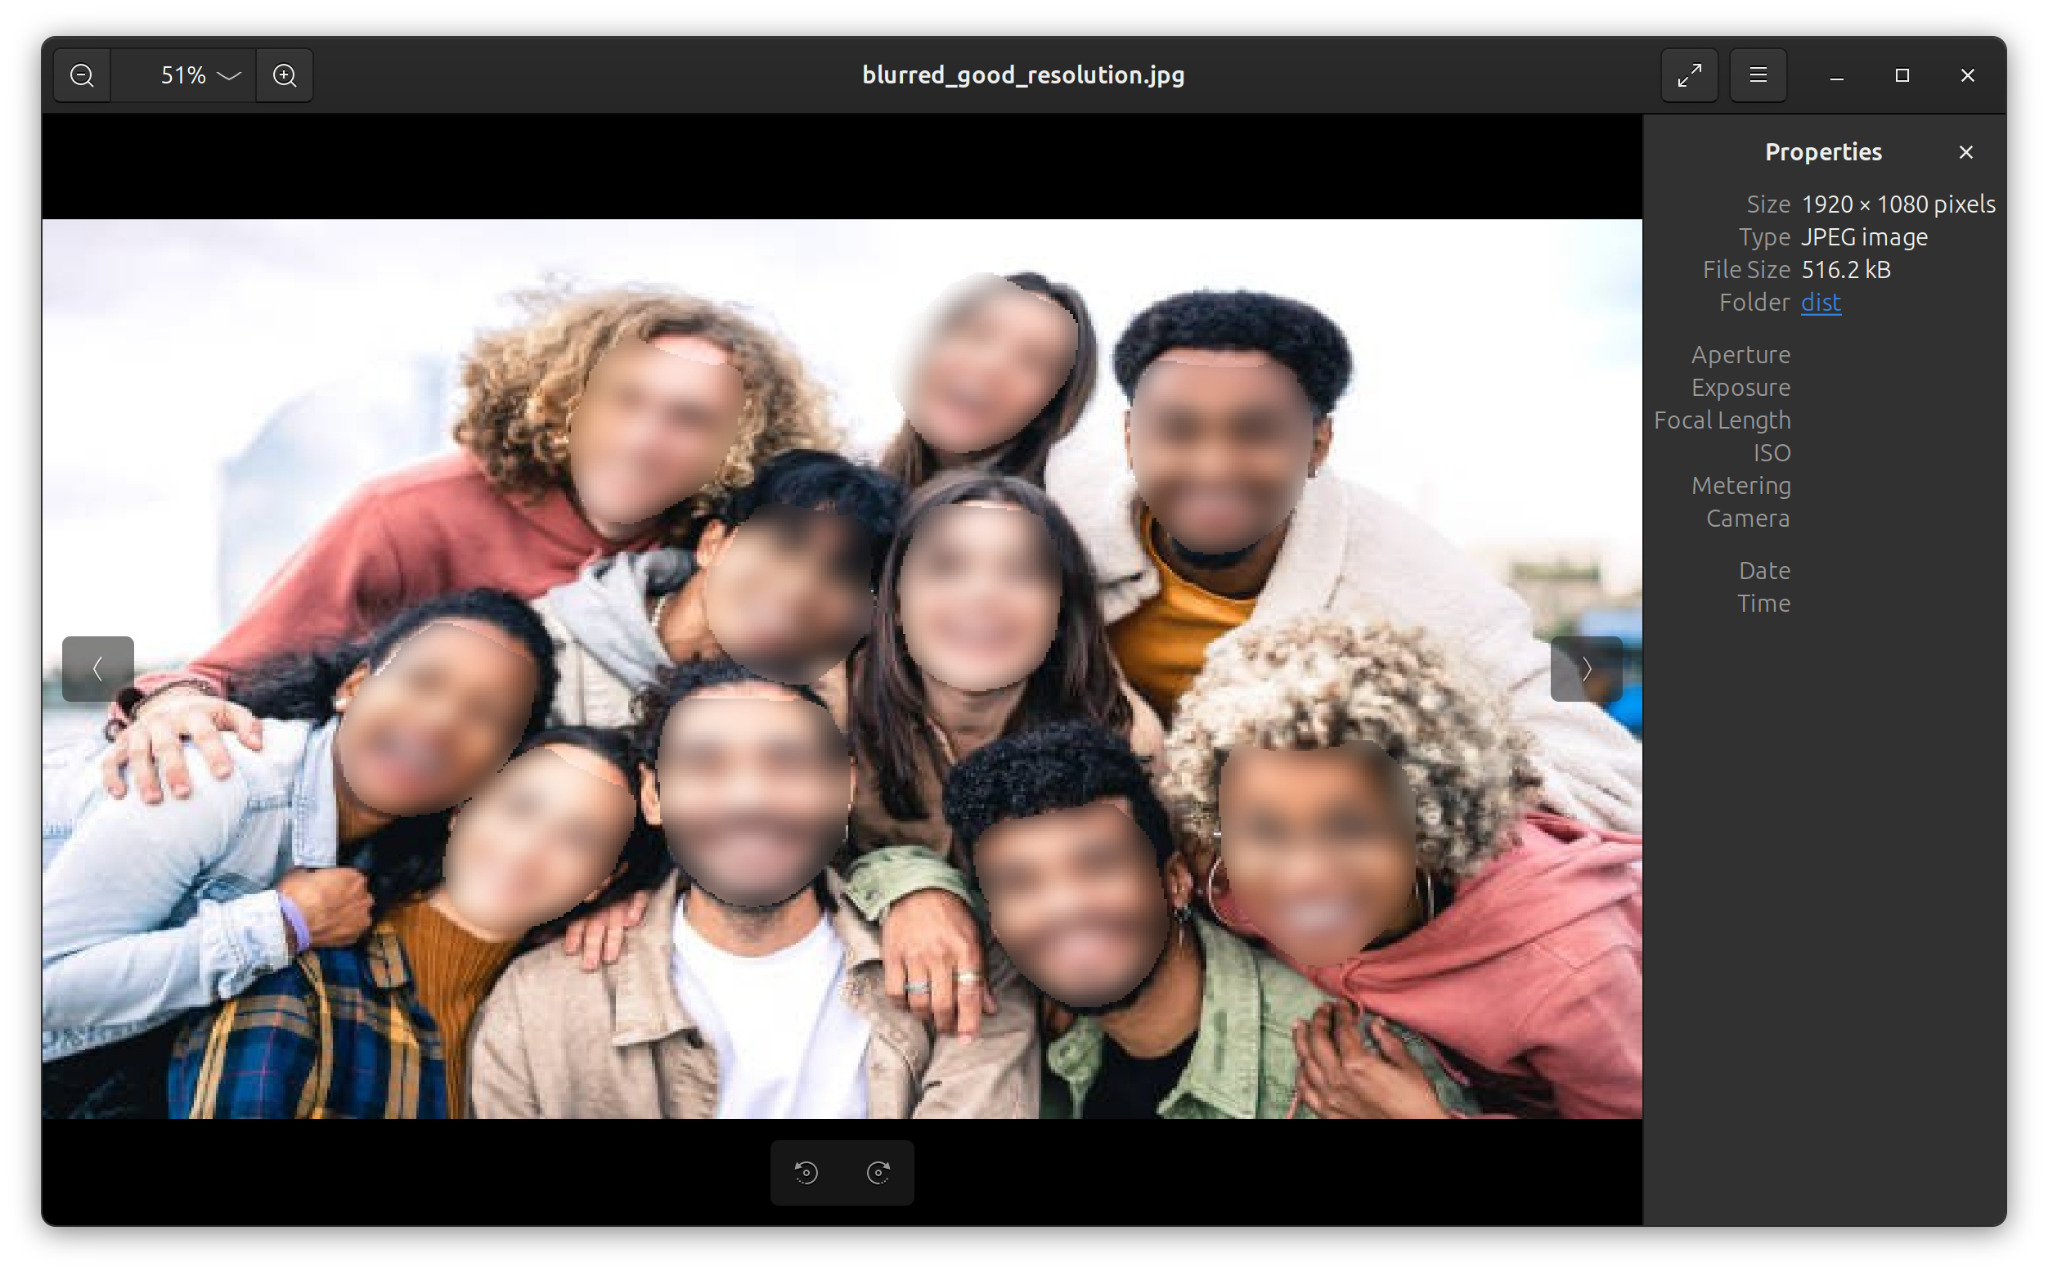 51%
blurred_good_resolution.jpg
Properties
Size 1920 × 1080 pixels
Type JPEG image
File Size 516.2 kB
Folder dist
Aperture
Exposure
Focal Length
ISO
Metering
Camera
Date
Time